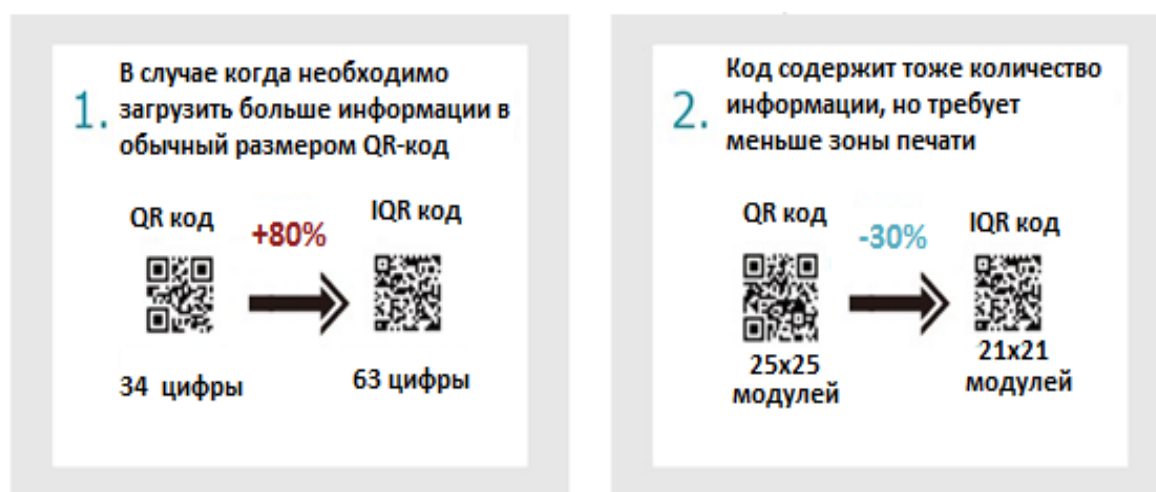 1.
В случае когда необходимо
загрузить больше информации в
обычный размером QR-код
QR код
+80%
IQR код
34 цифры
63 цифры
2.
Код содержит тоже количество
информации, но требует
меньше зоны печати
QR код
-30%
IQR код
25x25
модулей
21x21
модулей